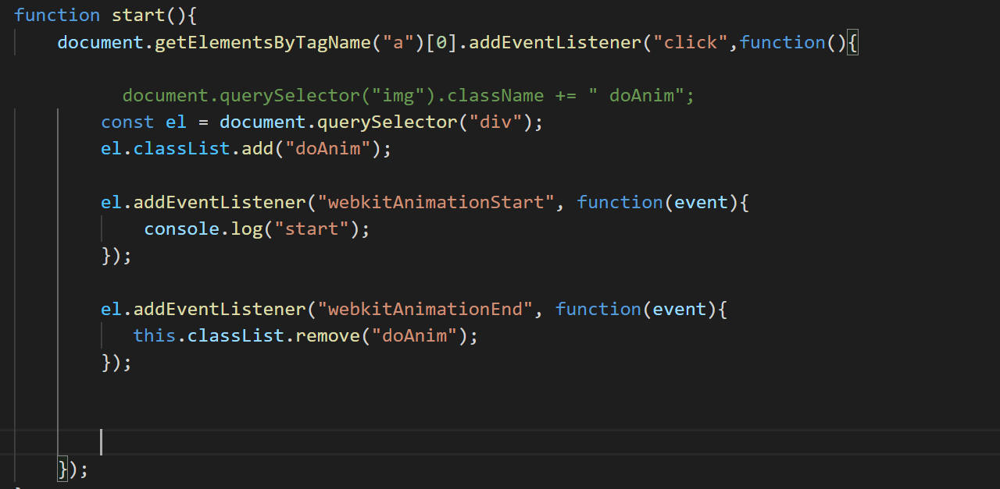 function start(){
document.getElementsByTagName("a")[0].addEventListener("click",function(){
document.querySelector("img").className += " doAnim";
const el = document.querySelector("div");
el.classList.add("doAnim");
el.addEventListener("webkitAnimationStart", function(event){
console.log("start");
});
el.addEventListener("webkitAnimationEnd", function(event){
this.classList.remove("doAnim");
});
});